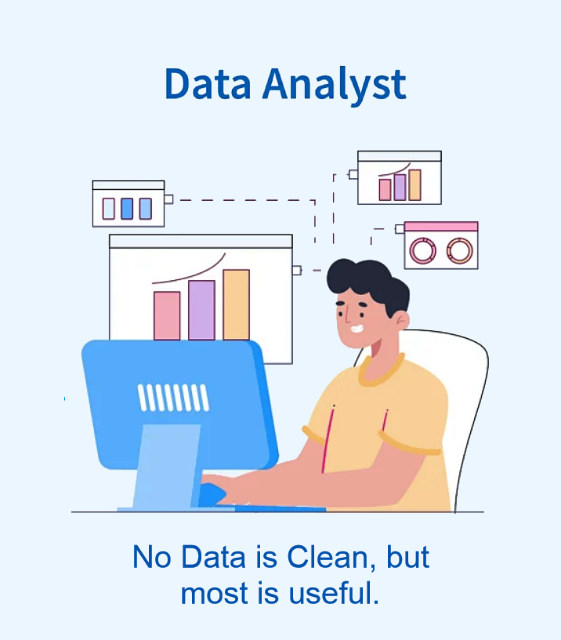 Data Analyst
No Data is Clean, but
most is useful.